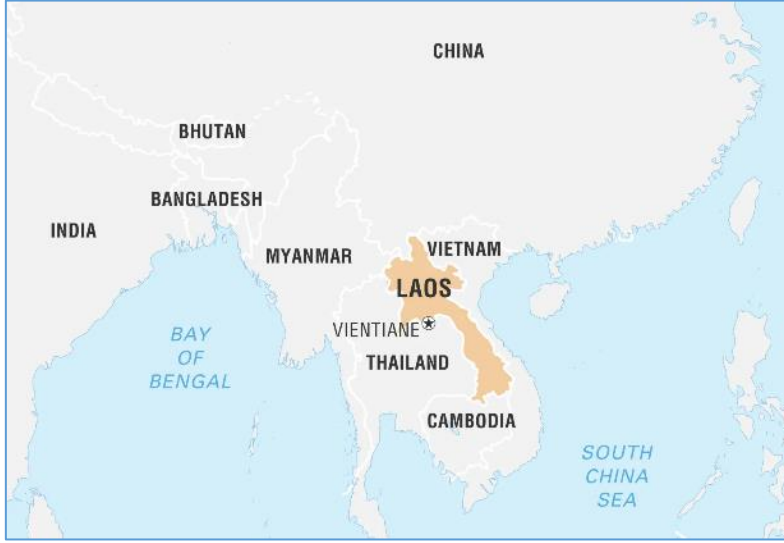 CHINA
BHUTAN
BANGLADESH
INDIA
MYANMAR
VIETNAM
LAOS
VIENTIANE
BAY
OF
BENGAL
THAILAND
CAMBODIA
SOUTH
CHINA
SEA